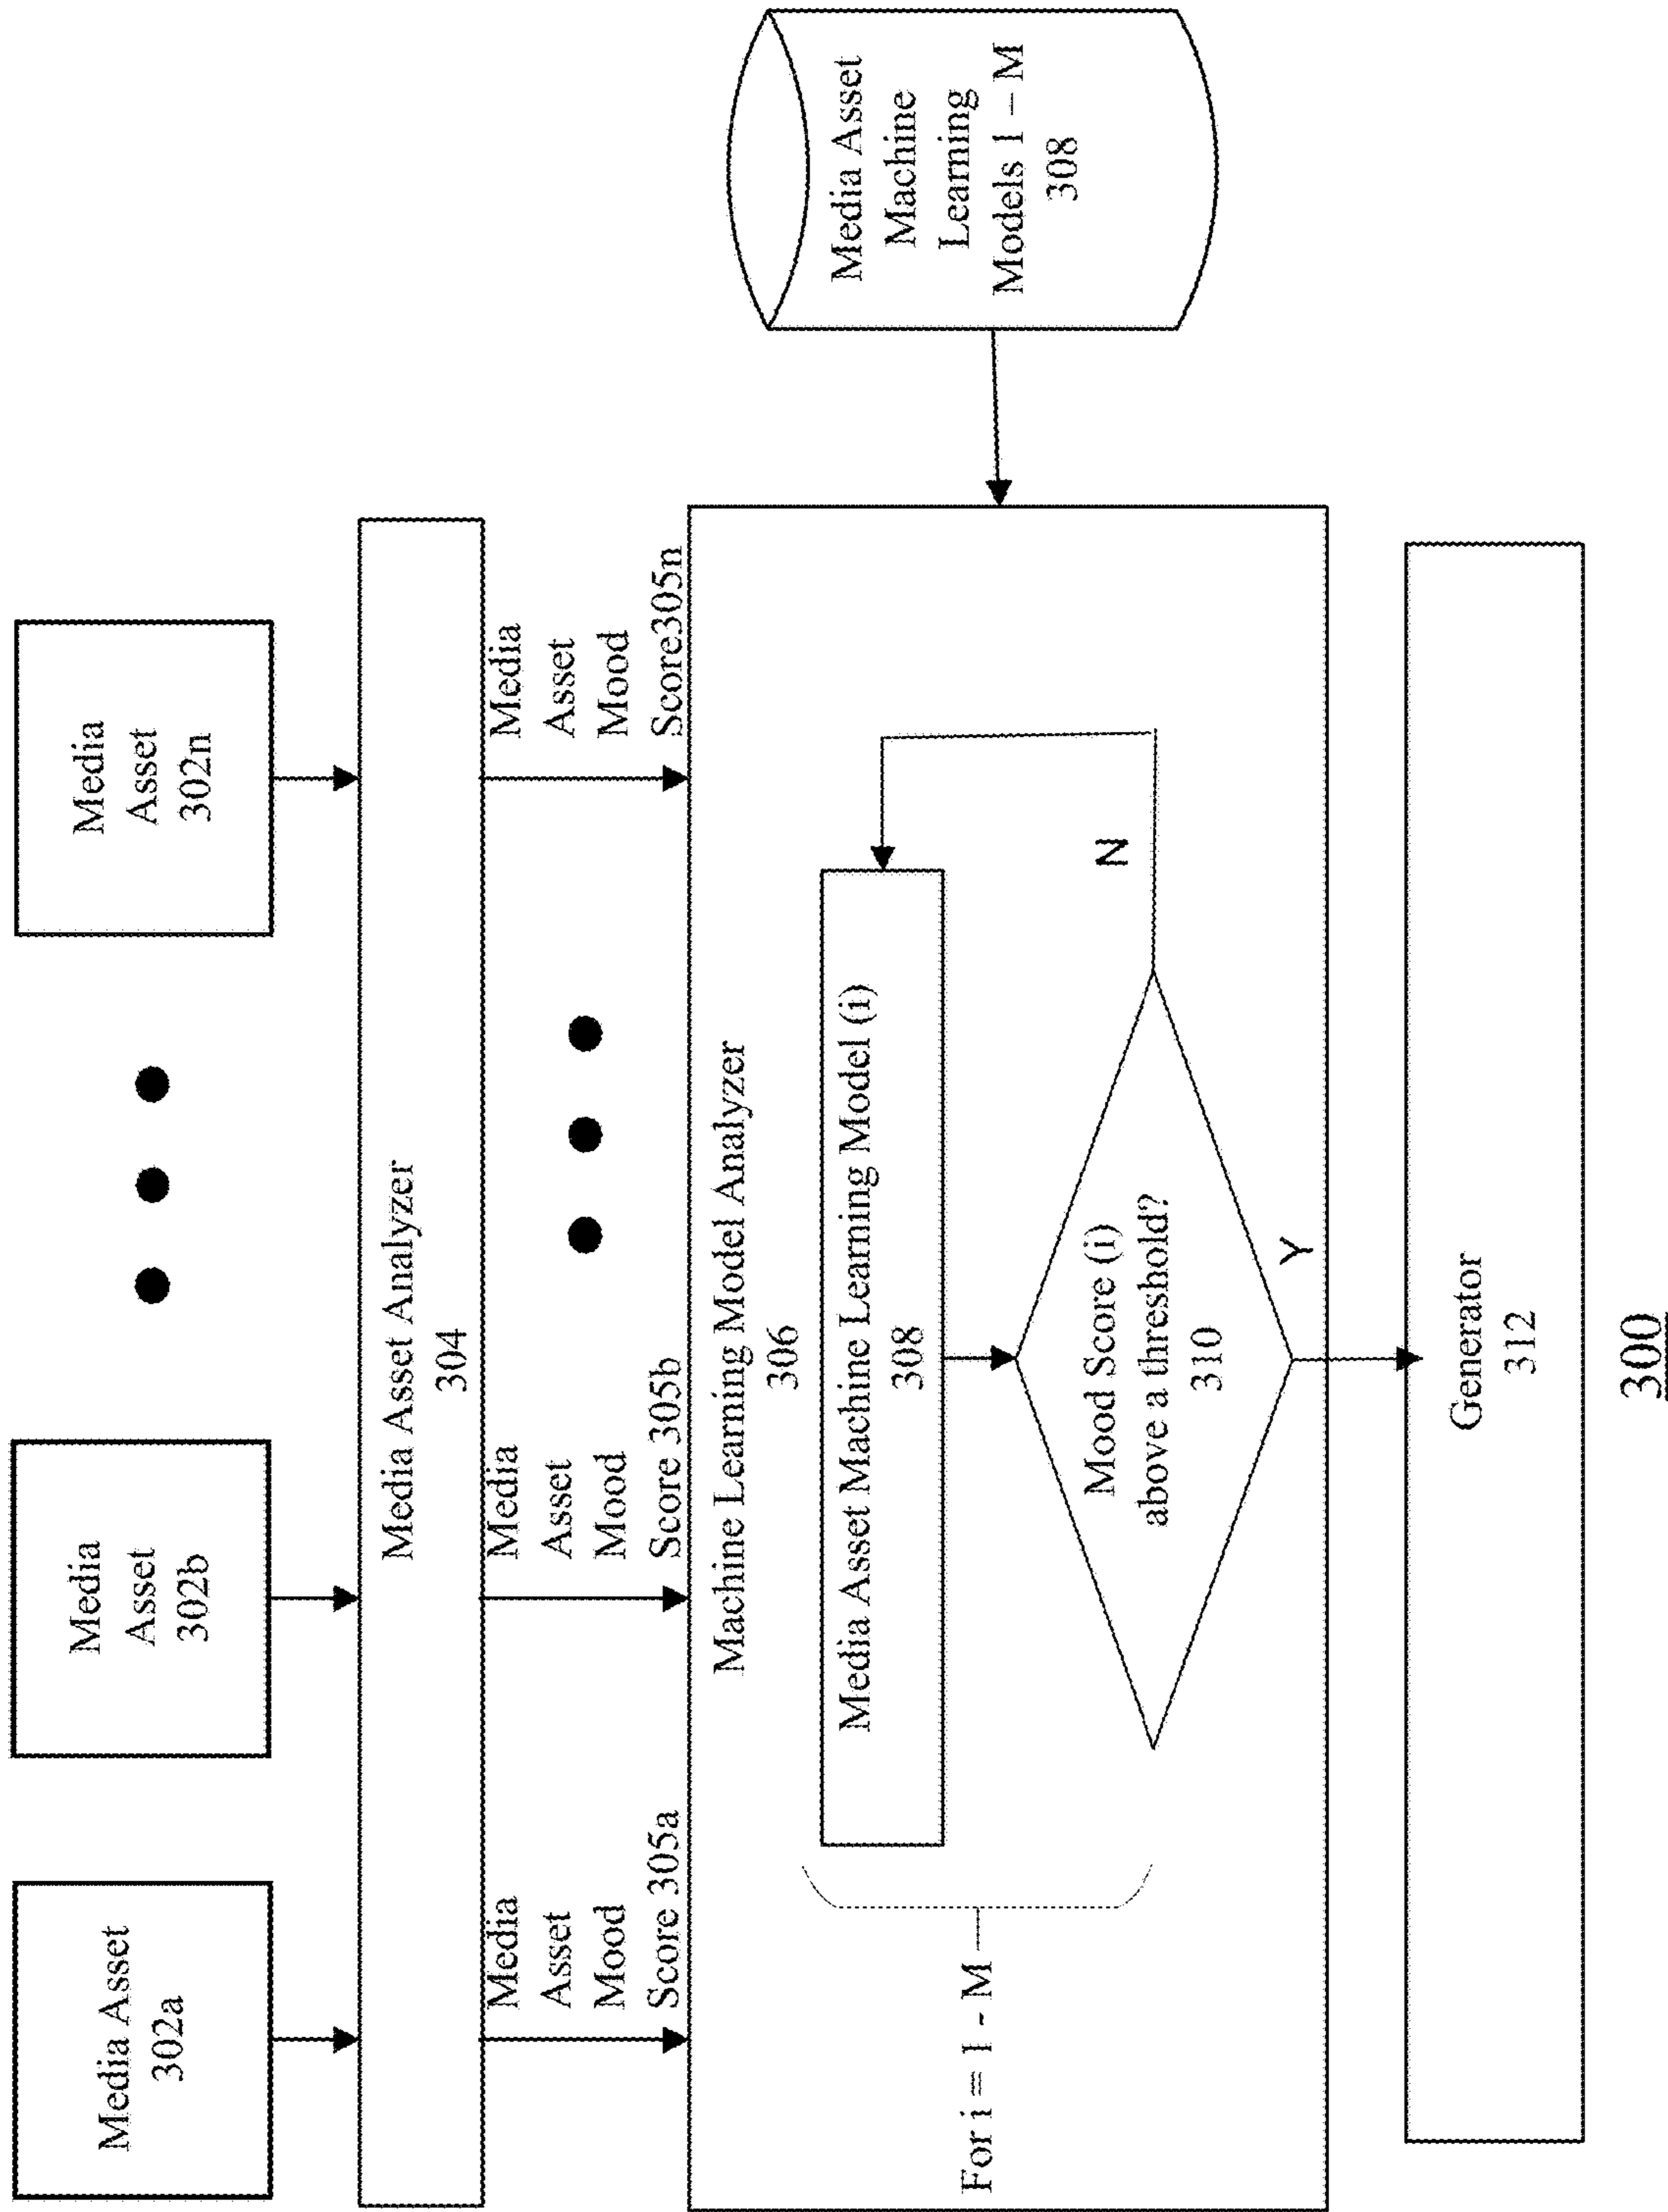 Media Asset
302a
Media
Asset
302b
Media
Asset
302n
Media Asset Analyzer
304
Media
Asset
Mood
Score 305a
Media
Asset
Mood
Score 305b
Media
Asset
Mood
Score305n
Machine Learning Model Analyzer
306
Media Asset Machine Learning Model (i)
308
For i = 1 - M
Mood Score (i)
above a threshold?
310
N
Y
Media Asset
Machine
Learning
Models 1 – M
308
Generator
312
300